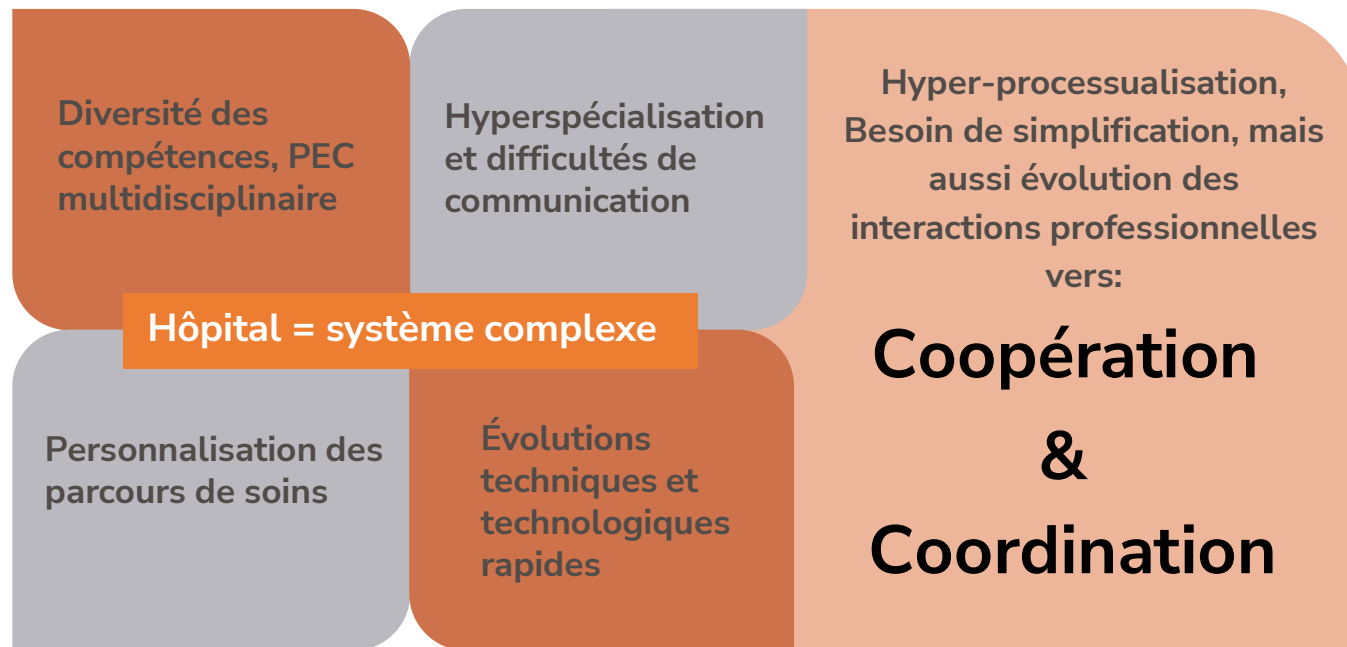 Diversité des
compétences, PEC
multidisciplinaire
Hyperspécialisation
et difficultés de
communication
Hôpital = système complexe
Personnalisation des
parcours de soins
Évolutions
techniques et
technologiques
rapides
Hyper-processualisation,
Besoin de simplification, mais
aussi évolution des
interactions professionnelles
vers:
Coopération
&
Coordination